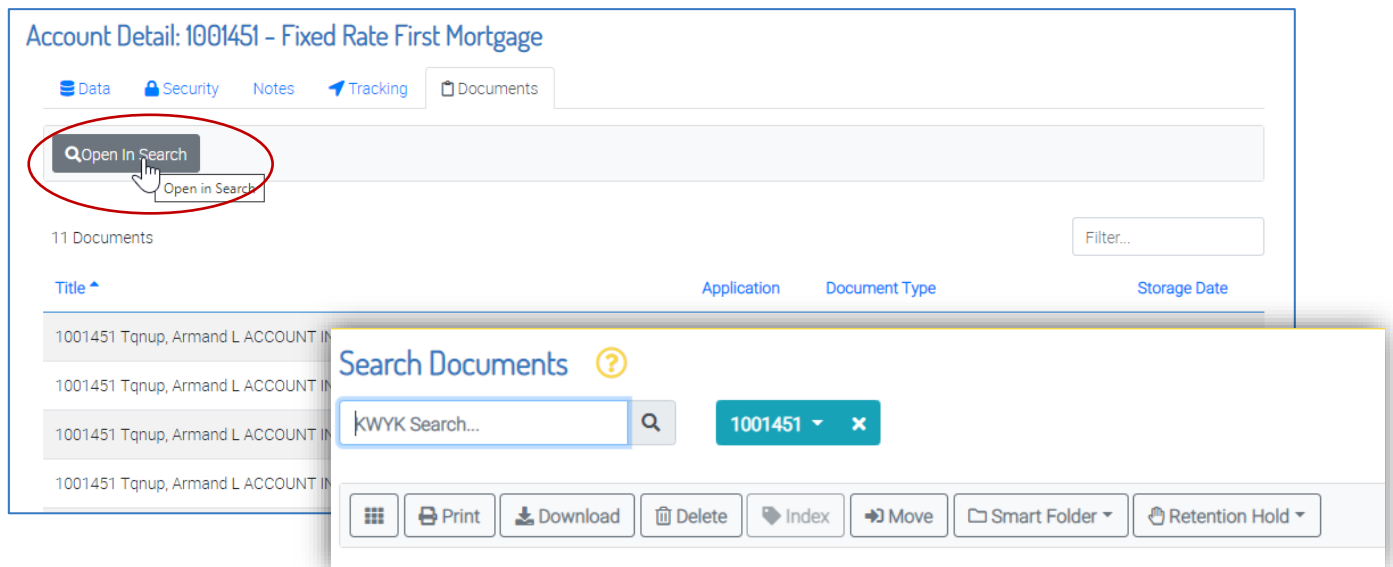 Account Detail: 1001451 - Fixed Rate First Mortgage
Data Security Notes Tracking Documents
Open In Search
Open in Search
11 Documents
Filter...
Title Application Document Type Storage Date
1001451 Tqnup, Armand L ACCOUNT IN
1001451 Tqnup, Armand L ACCOUNT IN
1001451 Tqnup, Armand L ACCOUNT IN
1001451 Tqnup, Armand L ACCOUNT IN
Search Documents ?
KWYK Search...
1001451 ×
Print Download Delete Index Move Smart Folder Retention Hold